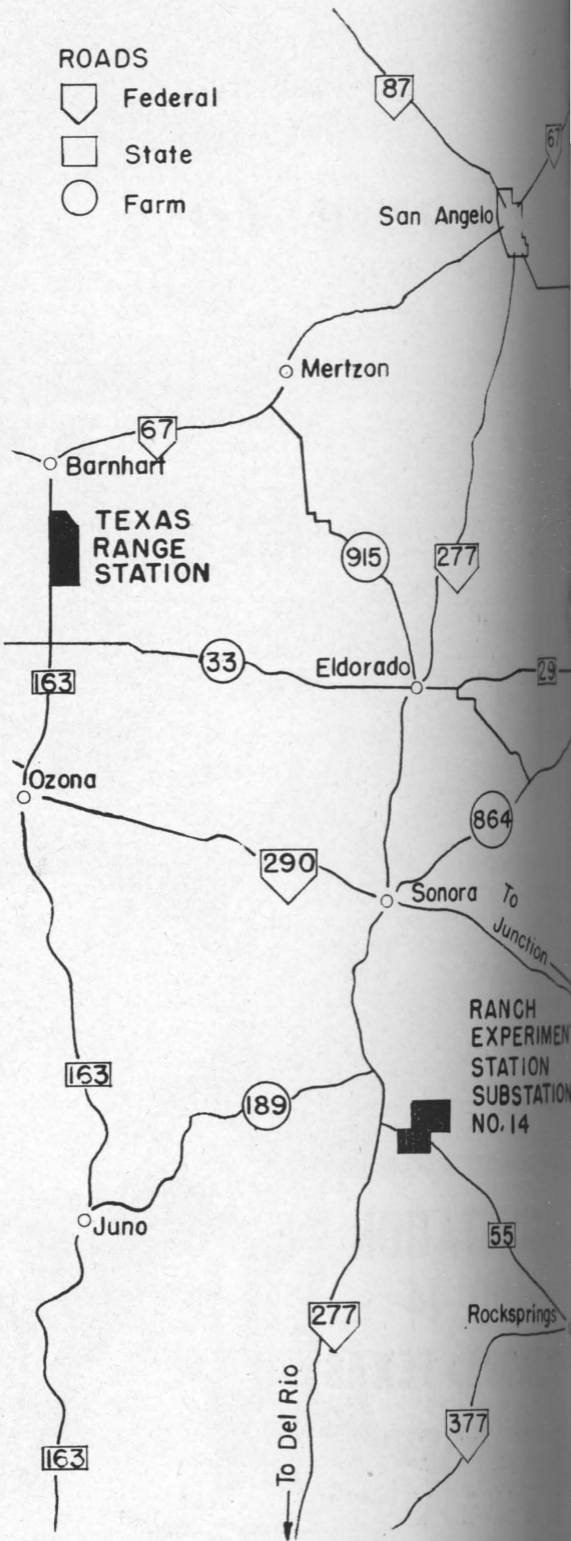 ROADS
Federal
State
Farm
87
67
San Angelo
Mertzon
67
Barnhart
TEXAS
RANGE
STATION
915
277
33
Eldorado
163
29
Ozona
864
290
Sonora
To
Junction
RANCH
EXPERIMEN
STATION
SUBSTATION
NO. 14
163
189
Juno
55
277
Rocksprings
To Del Rio
377
163